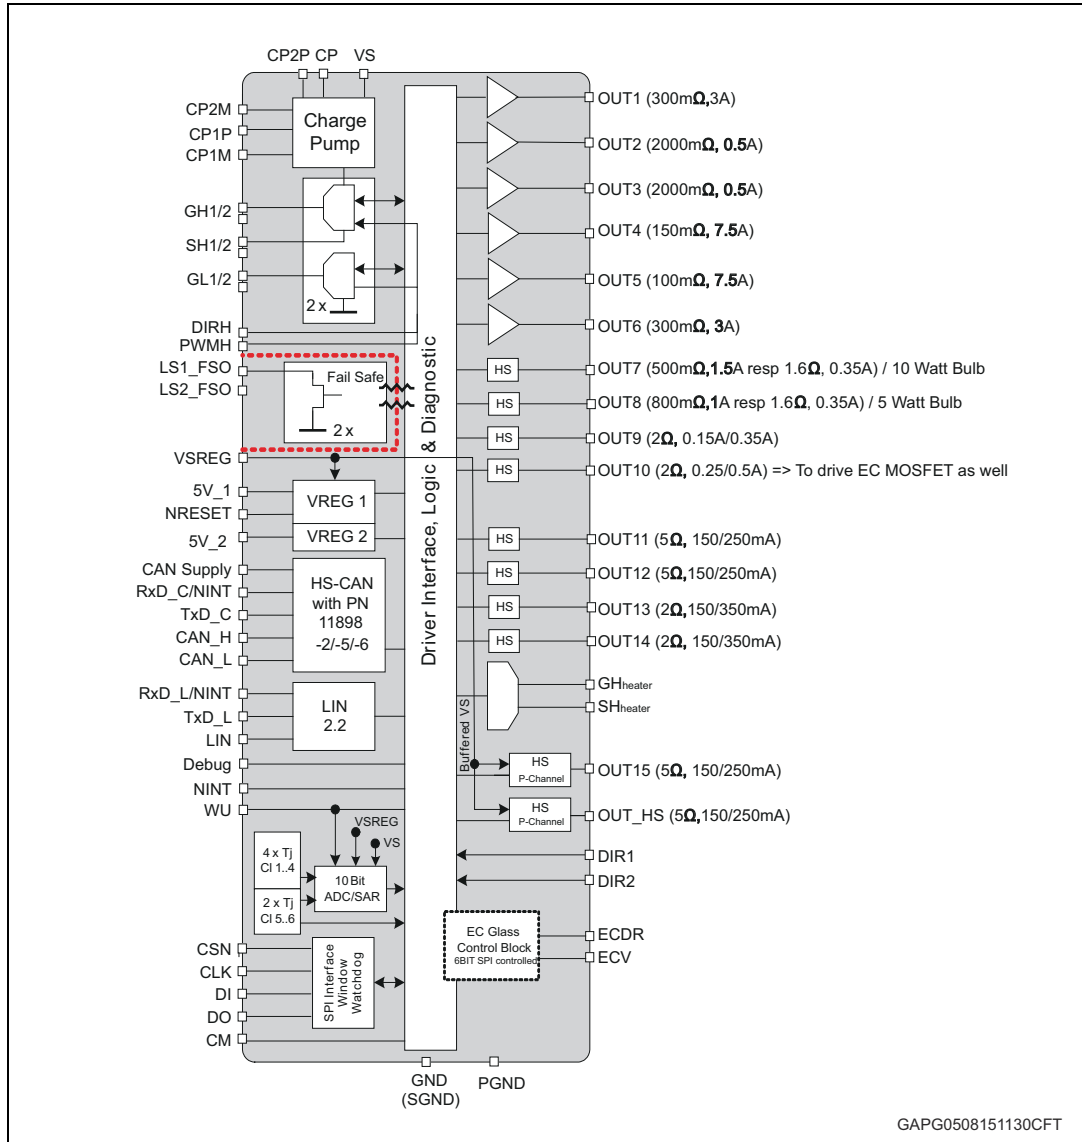 CP2P CP VS
CP2M
CP1P
CP1M
Charge
Pump
GH1/2
SH1/2
GL1/2
2 x
DIRH
PWMH
LS1_FSO
LS2_FSO
Fail Safe
2 x
VSREG
5V_1
NRESET
5V_2
VREG 1
VREG 2
CAN Supply
RxD_C/NINT
TxD_C
CAN_H
CAN_L
HS-CAN
with PN
11898
-2/-5/-6
RxD_L/NINT
TxD_L
LIN
LIN
2.2
Debug
NINT
WU
VSREG
VS
4 x Tj
Cl 1..4
2 x Tj
Cl 5..6
10Bit
ADC/SAR
CSN
CLK
DI
DO
CM
SPI Interface
Window
Watchdog
Driver Interface, Logic & Diagnostic
Buffered VS
OUT1 (300mΩ,3A)
OUT2 (2000mΩ, 0.5A)
OUT3 (2000mΩ, 0.5A)
OUT4 (150mΩ, 7.5A)
OUT5 (100mΩ, 7.5A)
OUT6 (300mΩ, 3A)
HS
OUT7 (500mΩ,1.5A resp 1.6Ω, 0.35A) / 10 Watt Bulb
HS
OUT8 (800mΩ,1A resp 1.6Ω, 0.35A) / 5 Watt Bulb
HS
OUT9 (2Ω, 0.15A/0.35A)
HS
OUT10 (2Ω, 0.25/0.5A) => To drive EC MOSFET as well
HS
OUT11 (5Ω, 150/250mA)
HS
OUT12 (5Ω,150/250mA)
HS
OUT13 (2Ω,150/350mA)
HS
OUT14 (2Ω, 150/350mA)
GHheater
SHheater
HS
P-Channel
OUT15 (5Ω, 150/250mA)
HS
P-Channel
OUT_HS (5Ω,150/250mA)
DIR1
DIR2
EC Glass
Control Block
6BIT SPI controlled
ECDR
ECV
GND
(SGND)
PGND
GAPG0508151130CFT